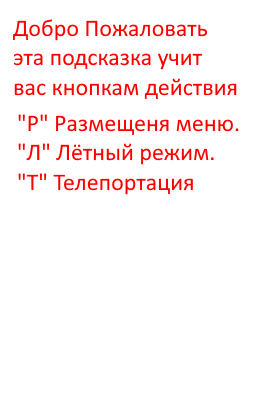 Добро Пожаловать
эта подсказка учит
вас кнопкам действия
"Р" Размещеня меню.
"Л" Лётный режим.
"Т" Телепортация